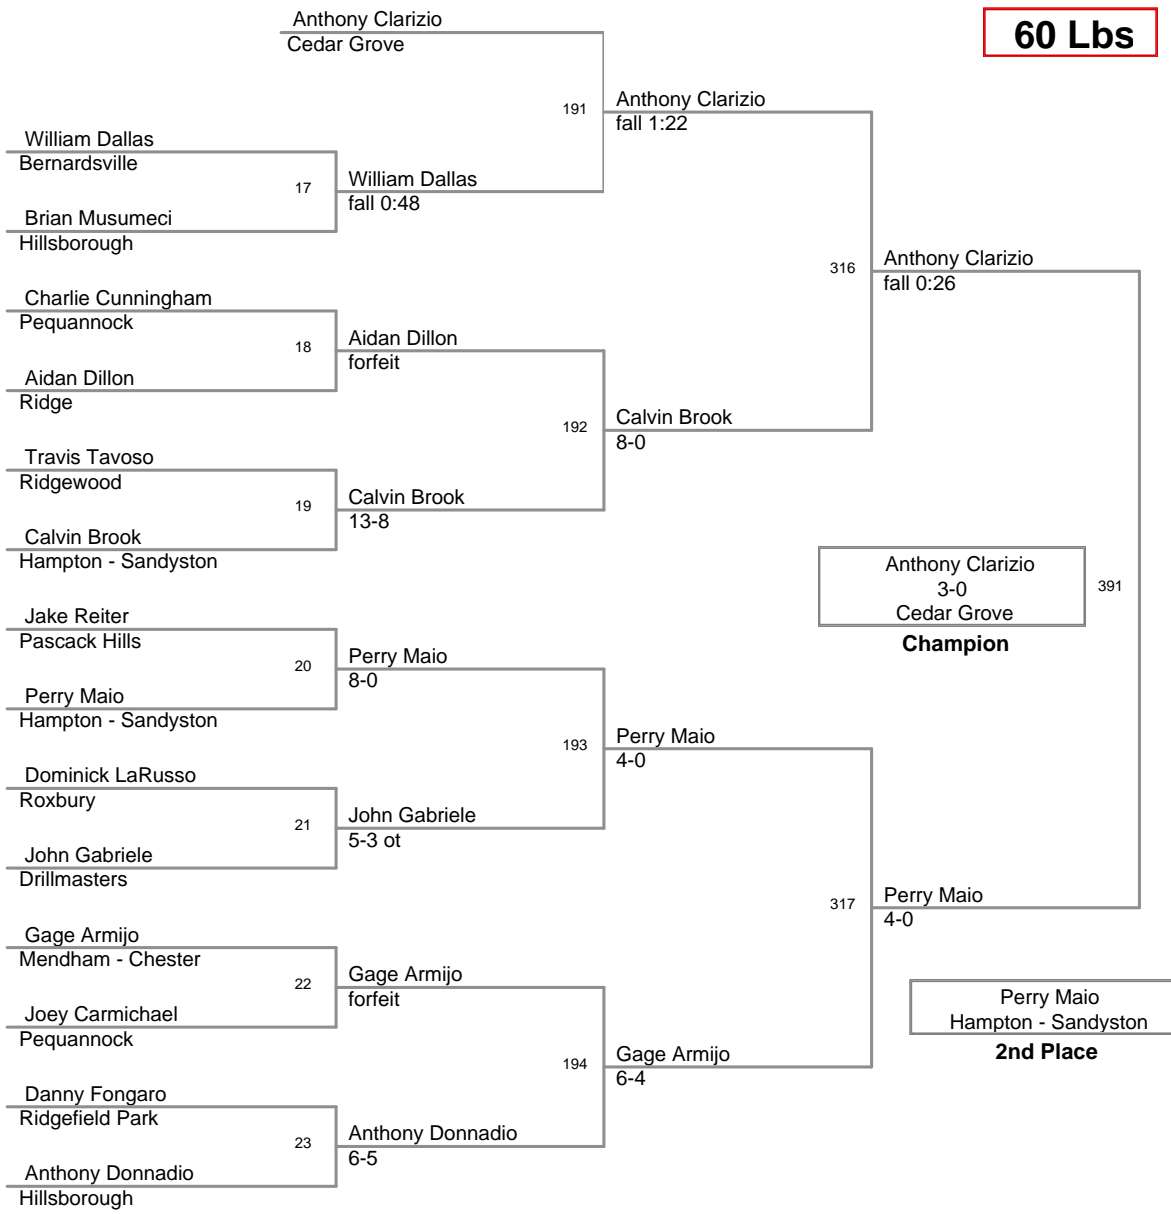 Anthony Clarizio
Cedar Grove
60 Lbs
191
Anthony Clarizio
fall 1:22
William Dallas
Bernardsville
17
William Dallas
fall 0:48
Brian Musumeci
Hillsborough
316
Anthony Clarizio
fall 0:26
Charlie Cunningham
Pequannock
18
Aidan Dillon
forfeit
Aidan Dillon
Ridge
192
Calvin Brook
8-0
Travis Tavoso
Ridgewood
19
Calvin Brook
13-8
Calvin Brook
Hampton - Sandyston
Anthony Clarizio
3-0
Cedar Grove
391
Champion
Jake Reiter
Pascack Hills
20
Perry Maio
8-0
Perry Maio
Hampton - Sandyston
193
Perry Maio
4-0
Dominick LaRusso
Roxbury
21
John Gabriele
5-3 ot
John Gabriele
Drillmasters
317
Perry Maio
4-0
Gage Armijo
Mendham - Chester
22
Gage Armijo
forfeit
Joey Carmichael
Pequannock
Perry Maio
Hampton - Sandyston
2nd Place
194
Gage Armijo
6-4
Danny Fongaro
Ridgefield Park
23
Anthony Donnadio
6-5
Anthony Donnadio
Hillsborough